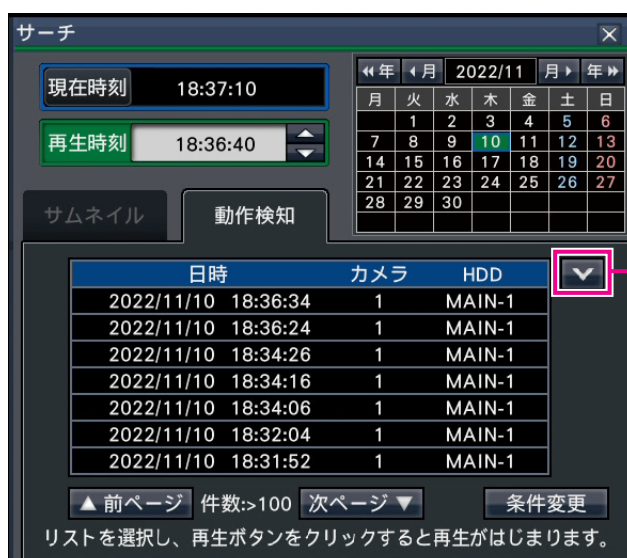 サーチ
現在時刻 18:37:10
再生時刻 18:36:40
年 月 2022/11 月 年
月 火 水 木 金 土 日
1 2 3 4 5 6
7 8 9 10 11 12 13
14 15 16 17 18 19 20
21 22 23 24 25 26 27
28 29 30
サムネイル 動作検知
日時 カメラ HDD
2022/11/10 18:36:34 1 MAIN-1
2022/11/10 18:36:24 1 MAIN-1
2022/11/10 18:34:26 1 MAIN-1
2022/11/10 18:34:16 1 MAIN-1
2022/11/10 18:34:06 1 MAIN-1
2022/11/10 18:32:04 1 MAIN-1
2022/11/10 18:31:52 1 MAIN-1
▲ 前ページ 件数:>100 次ページ ▼ 条件変更
リストを選択し、再生ボタンをクリックすると再生がはじまります。